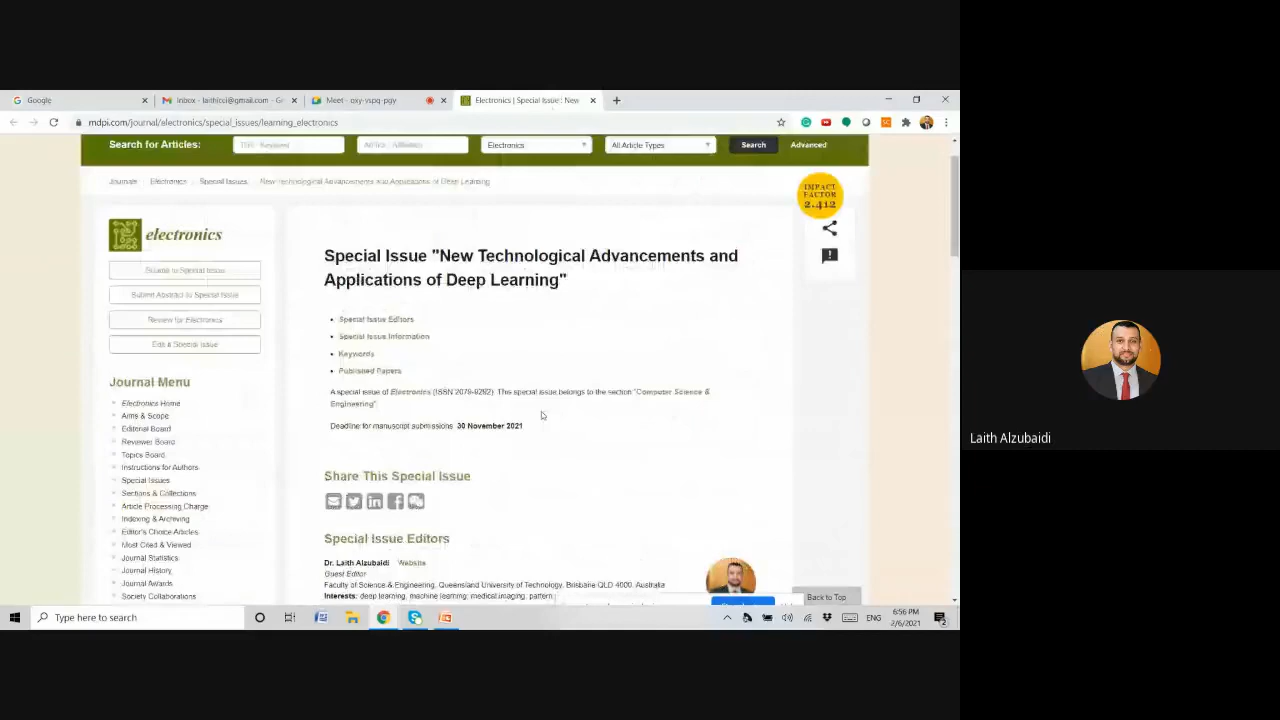 Google
Inbox - laithicci@gmail.com - G
Meet - oxy-vspq-pgy
Electronics | Special Issue : New
mdpi.com/journal/electronics/special_issues/learning_electronics
Search for Articles:
Electronics
All Article Types
Search
Advanced
Journals
Electronics
Special Issues
New Technological Advancements and Applications of Deep Learning
IMPACT
FACTOR
2.412
electronics
Submit to Special Issue
Submit Abstract to Special Issue
Review for Electronics
Edit a Special Issue
Journal Menu
Electronics Home
Aims & Scope
Editorial Board
Reviewer Board
Topics Board
Instructions for Authors
Special Issues
Sections & Collections
Article Processing Charge
Indexing & Archiving
Editor's Choice Articles
Most Cited & Viewed
Journal Statistics
Journal History
Journal Awards
Society Collaborations
Special Issue "New Technological Advancements and
Applications of Deep Learning"
Special Issue Editors
Special Issue Information
Keywords
Published Papers
A special issue of Electronics (ISSN 2079-9292). This special issue belongs to the section "Computer Science &
Engineering".
Deadline for manuscript submissions: 30 November 2021
Share This Special Issue
Special Issue Editors
Dr. Laith Alzubaidi Website
Guest Editor
Faculty of Science & Engineering, Queensland University of Technology, Brisbane QLD 4000, Australia
Interests: deep learning, machine learning, medical imaging, pattern
Back to Top
Type here to search
ENG
6:56 PM
2/6/2021
2
Laith Alzubaidi